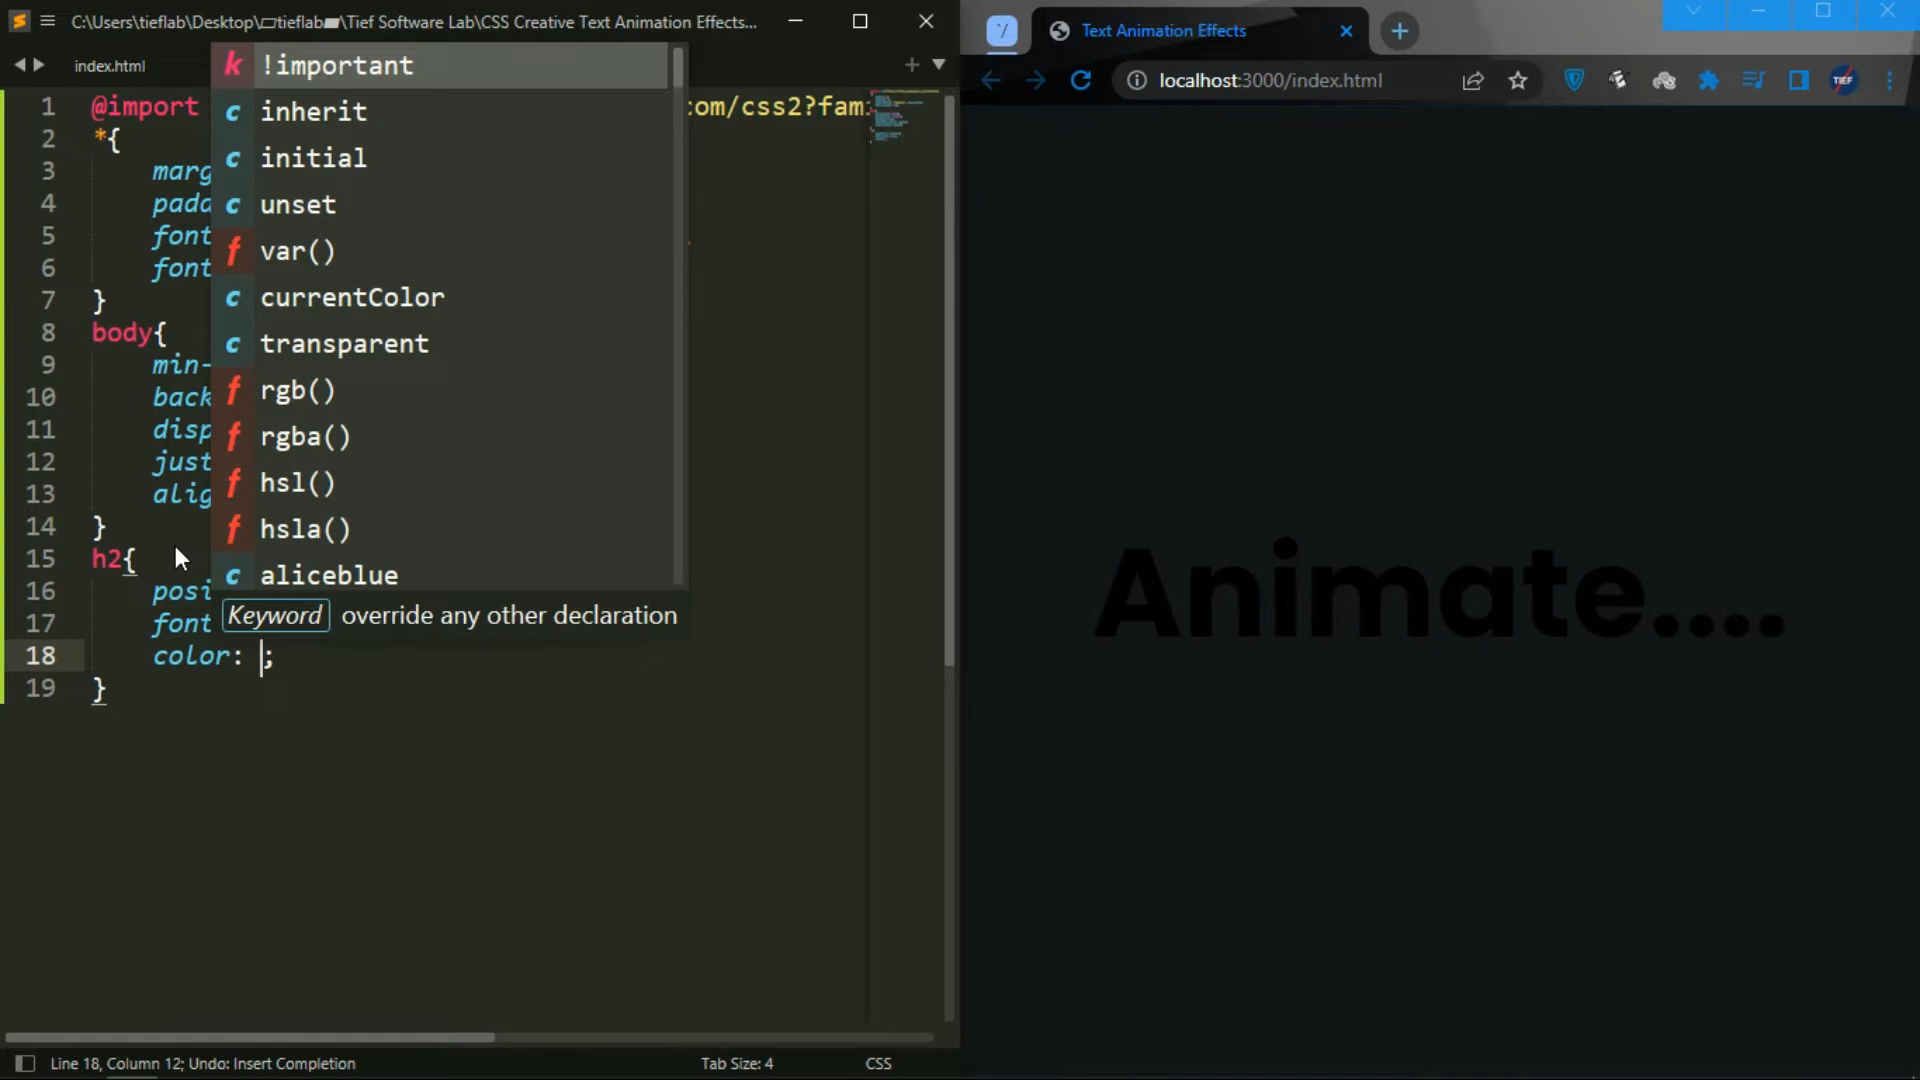 C:\Users\tieflab\Desktop\▱tieflab▰\Tief Software Lab\CSS Creative Text Animation Effects...
index.html
1 @import com/css2?fam
2 *{
3 marg
4 padd
5 font
6 font
7 }
8 body{
9 min-
10 back
11 disp
12 just
13 alig
14 }
15 h2{
16 posi
17 font
18 color: ;
19 }
k !important
c inherit
c initial
c unset
f var()
c currentColor
c transparent
f rgb()
f rgba()
f hsl()
f hsla()
c aliceblue
Keyword override any other declaration
Line 18, Column 12; Undo: Insert Completion
Tab Size: 4
CSS
Text Animation Effects
localhost:3000/index.html
TIEF
Animate....